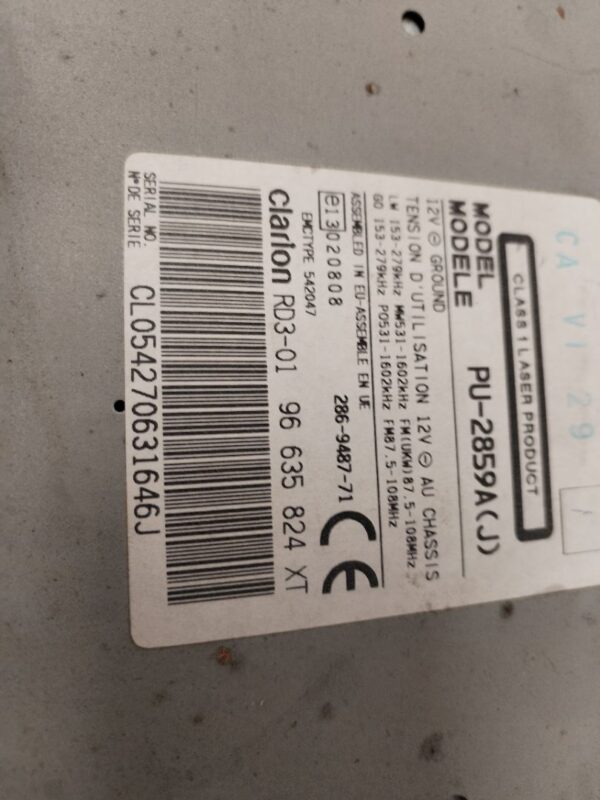 CA VI 29
CLASS 1 LASER PRODUCT
MODEL
MODELE PU-2859A(J)
12V ⊖ GROUND
TENSION D'UTILISATION 12V ⊖ AU CHASSIS
LW 153-279kHz MW531-1602kHz FM(UKW)87.5-108MHz
GO 153-279kHz PO531-1602kHz FM87.5-108MHz
ASSEMBLED IN EU-ASSEMBLE EN UE
e13 020808 286-9487-71 CE
EMCTYPE 542047
clarion RD3-01 96 635 824 XT
SERIAL NO.
N° DE SERIE CL054270631646J